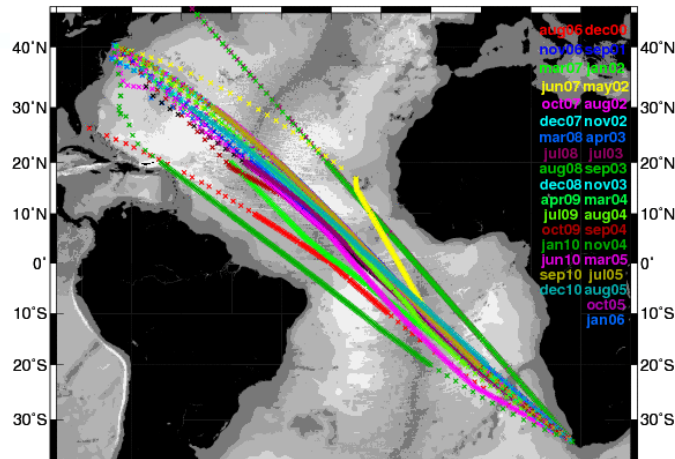 40°N 40°N
aug06 dec00
nov06 sep01
mar07 jan02
30°N 30°N
jun07 may02
oct07 aug02
dec07 nov02
mar08 apr03
20°N 20°N
jul08 jul03
aug08 sep03
dec08 nov03
10°N 10°N
apr09 mar04
jul09 aug04
oct09 sep04
jan10 nov04
0° 0°
jun10 mar05
sep10 jul05
dec10 aug05
oct05
10°S 10°S
jan06
20°S 20°S
30°S 30°S